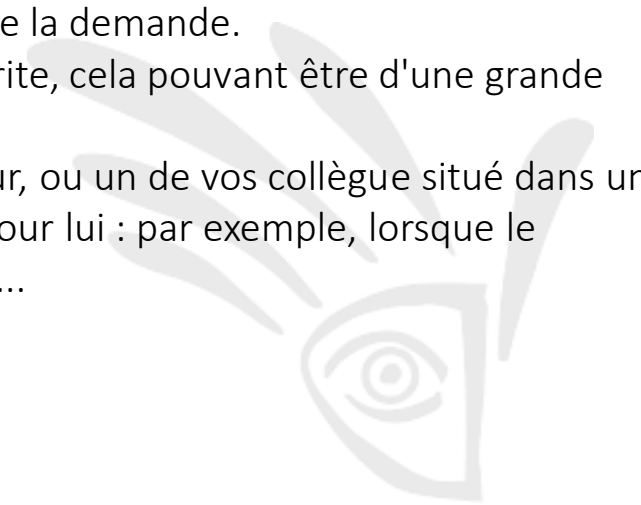 e la demande.
rite, cela pouvant être d'une grande
ur, ou un de vos collègue situé dans un
our lui : par exemple, lorsque le
...